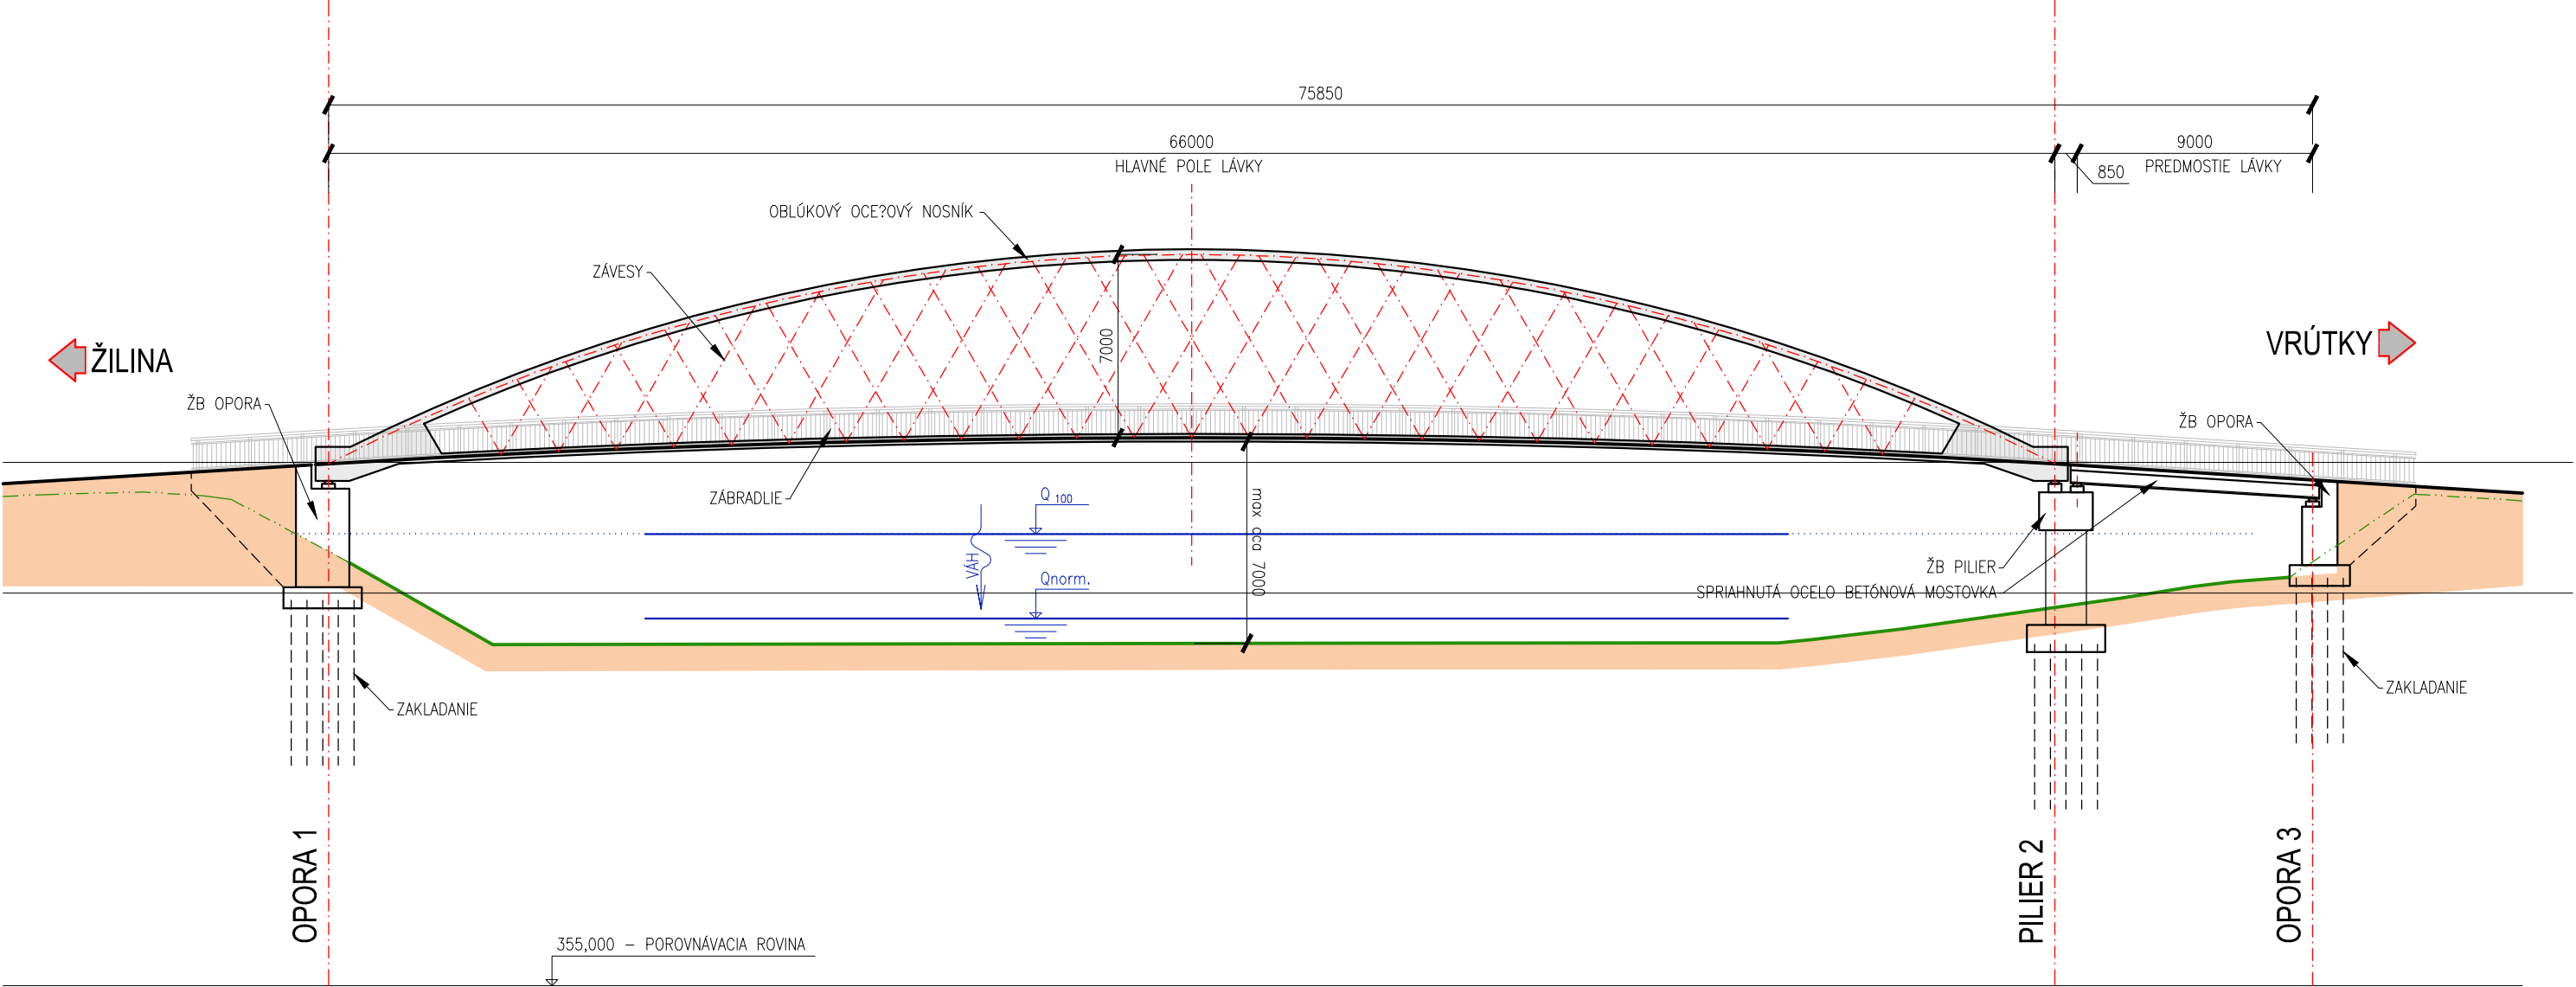 75850
66000
9000
HLAVNÉ POLE LÁVKY
850
PREDMOSTIE LÁVKY
OBLÚKOVÝ OCE?OVÝ NOSNÍK
ZÁVESY
7000
ŽILINA
VRÚTKY
ŽB OPORA
ŽB OPORA
ZÁBRADLIE
Q 100
max cca 7000
VÁH
Qnorm.
ŽB PILIER
SPRIAHNUTÁ OCELO BETÓNOVÁ MOSTOVKA
ZAKLADANIE
ZAKLADANIE
OPORA 1
PILIER 2
OPORA 3
355,000 – POROVNÁVACIA ROVINA